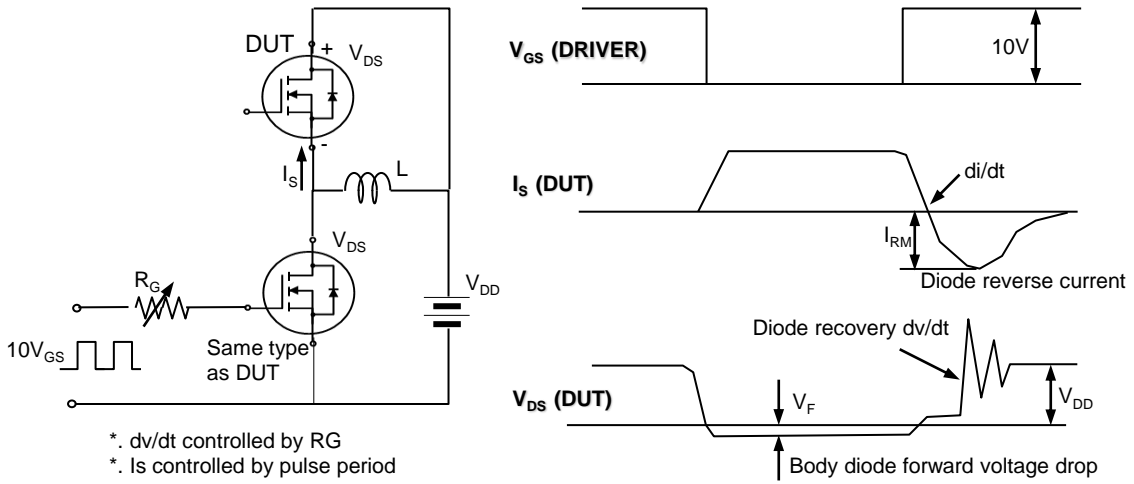 DUT
+
V_DS
-
I_S
L
V_DS
R_G
V_DD
10V_GS
Same type
as DUT
*. dv/dt controlled by RG
*. Is controlled by pulse period
V_GS (DRIVER)
10V
I_S (DUT)
di/dt
I_RM
Diode reverse current
Diode recovery dv/dt
V_DS (DUT)
V_F
V_DD
Body diode forward voltage drop